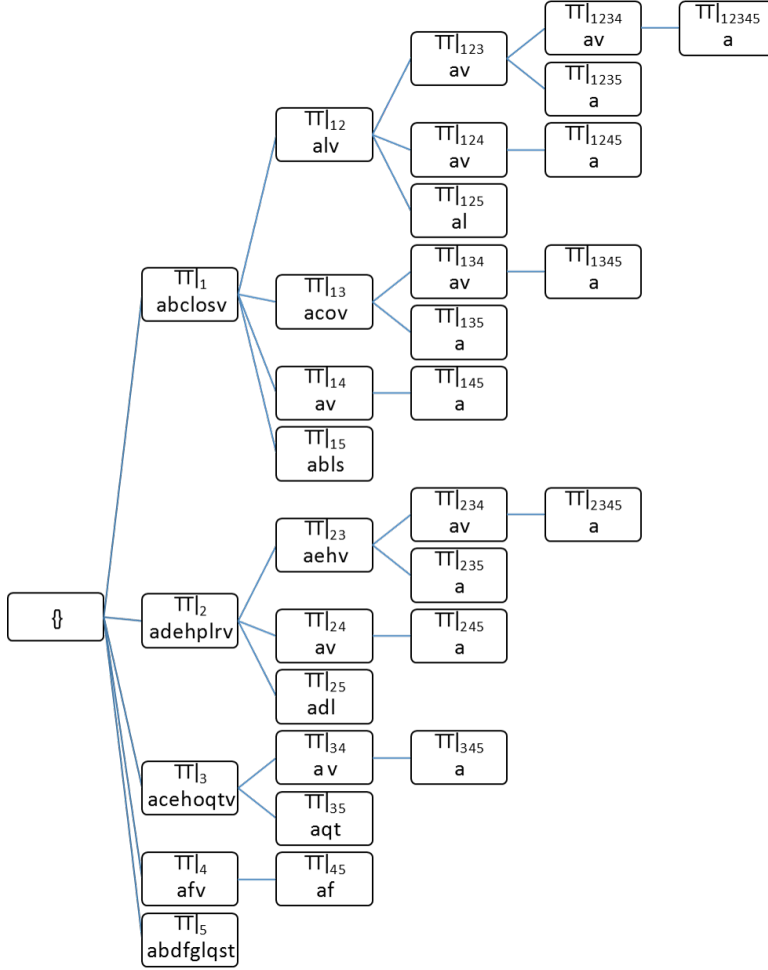 TT|₁₂₃₄
av
TT|₁₂₃₄₅
a
TT|₁₂₃
av
TT|₁₂₃₅
a
TT|₁₂
alv
TT|₁₂₄
av
TT|₁₂₄₅
a
TT|₁₂₅
al
TT|₁
abclosv
TT|₁₃
acov
TT|₁₃₄
av
TT|₁₃₄₅
a
TT|₁₃₅
a
TT|₁₄
av
TT|₁₄₅
a
TT|₁₅
abls
{}
TT|₂
adehplrv
TT|₂₃
aehv
TT|₂₃₄
av
TT|₂₃₄₅
a
TT|₂₃₅
a
TT|₂₄
av
TT|₂₄₅
a
TT|₂₅
adl
TT|₃
acehoqtv
TT|₃₄
av
TT|₃₄₅
a
TT|₃₅
aqt
TT|₄
afv
TT|₄₅
af
TT|₅
abdfglqst